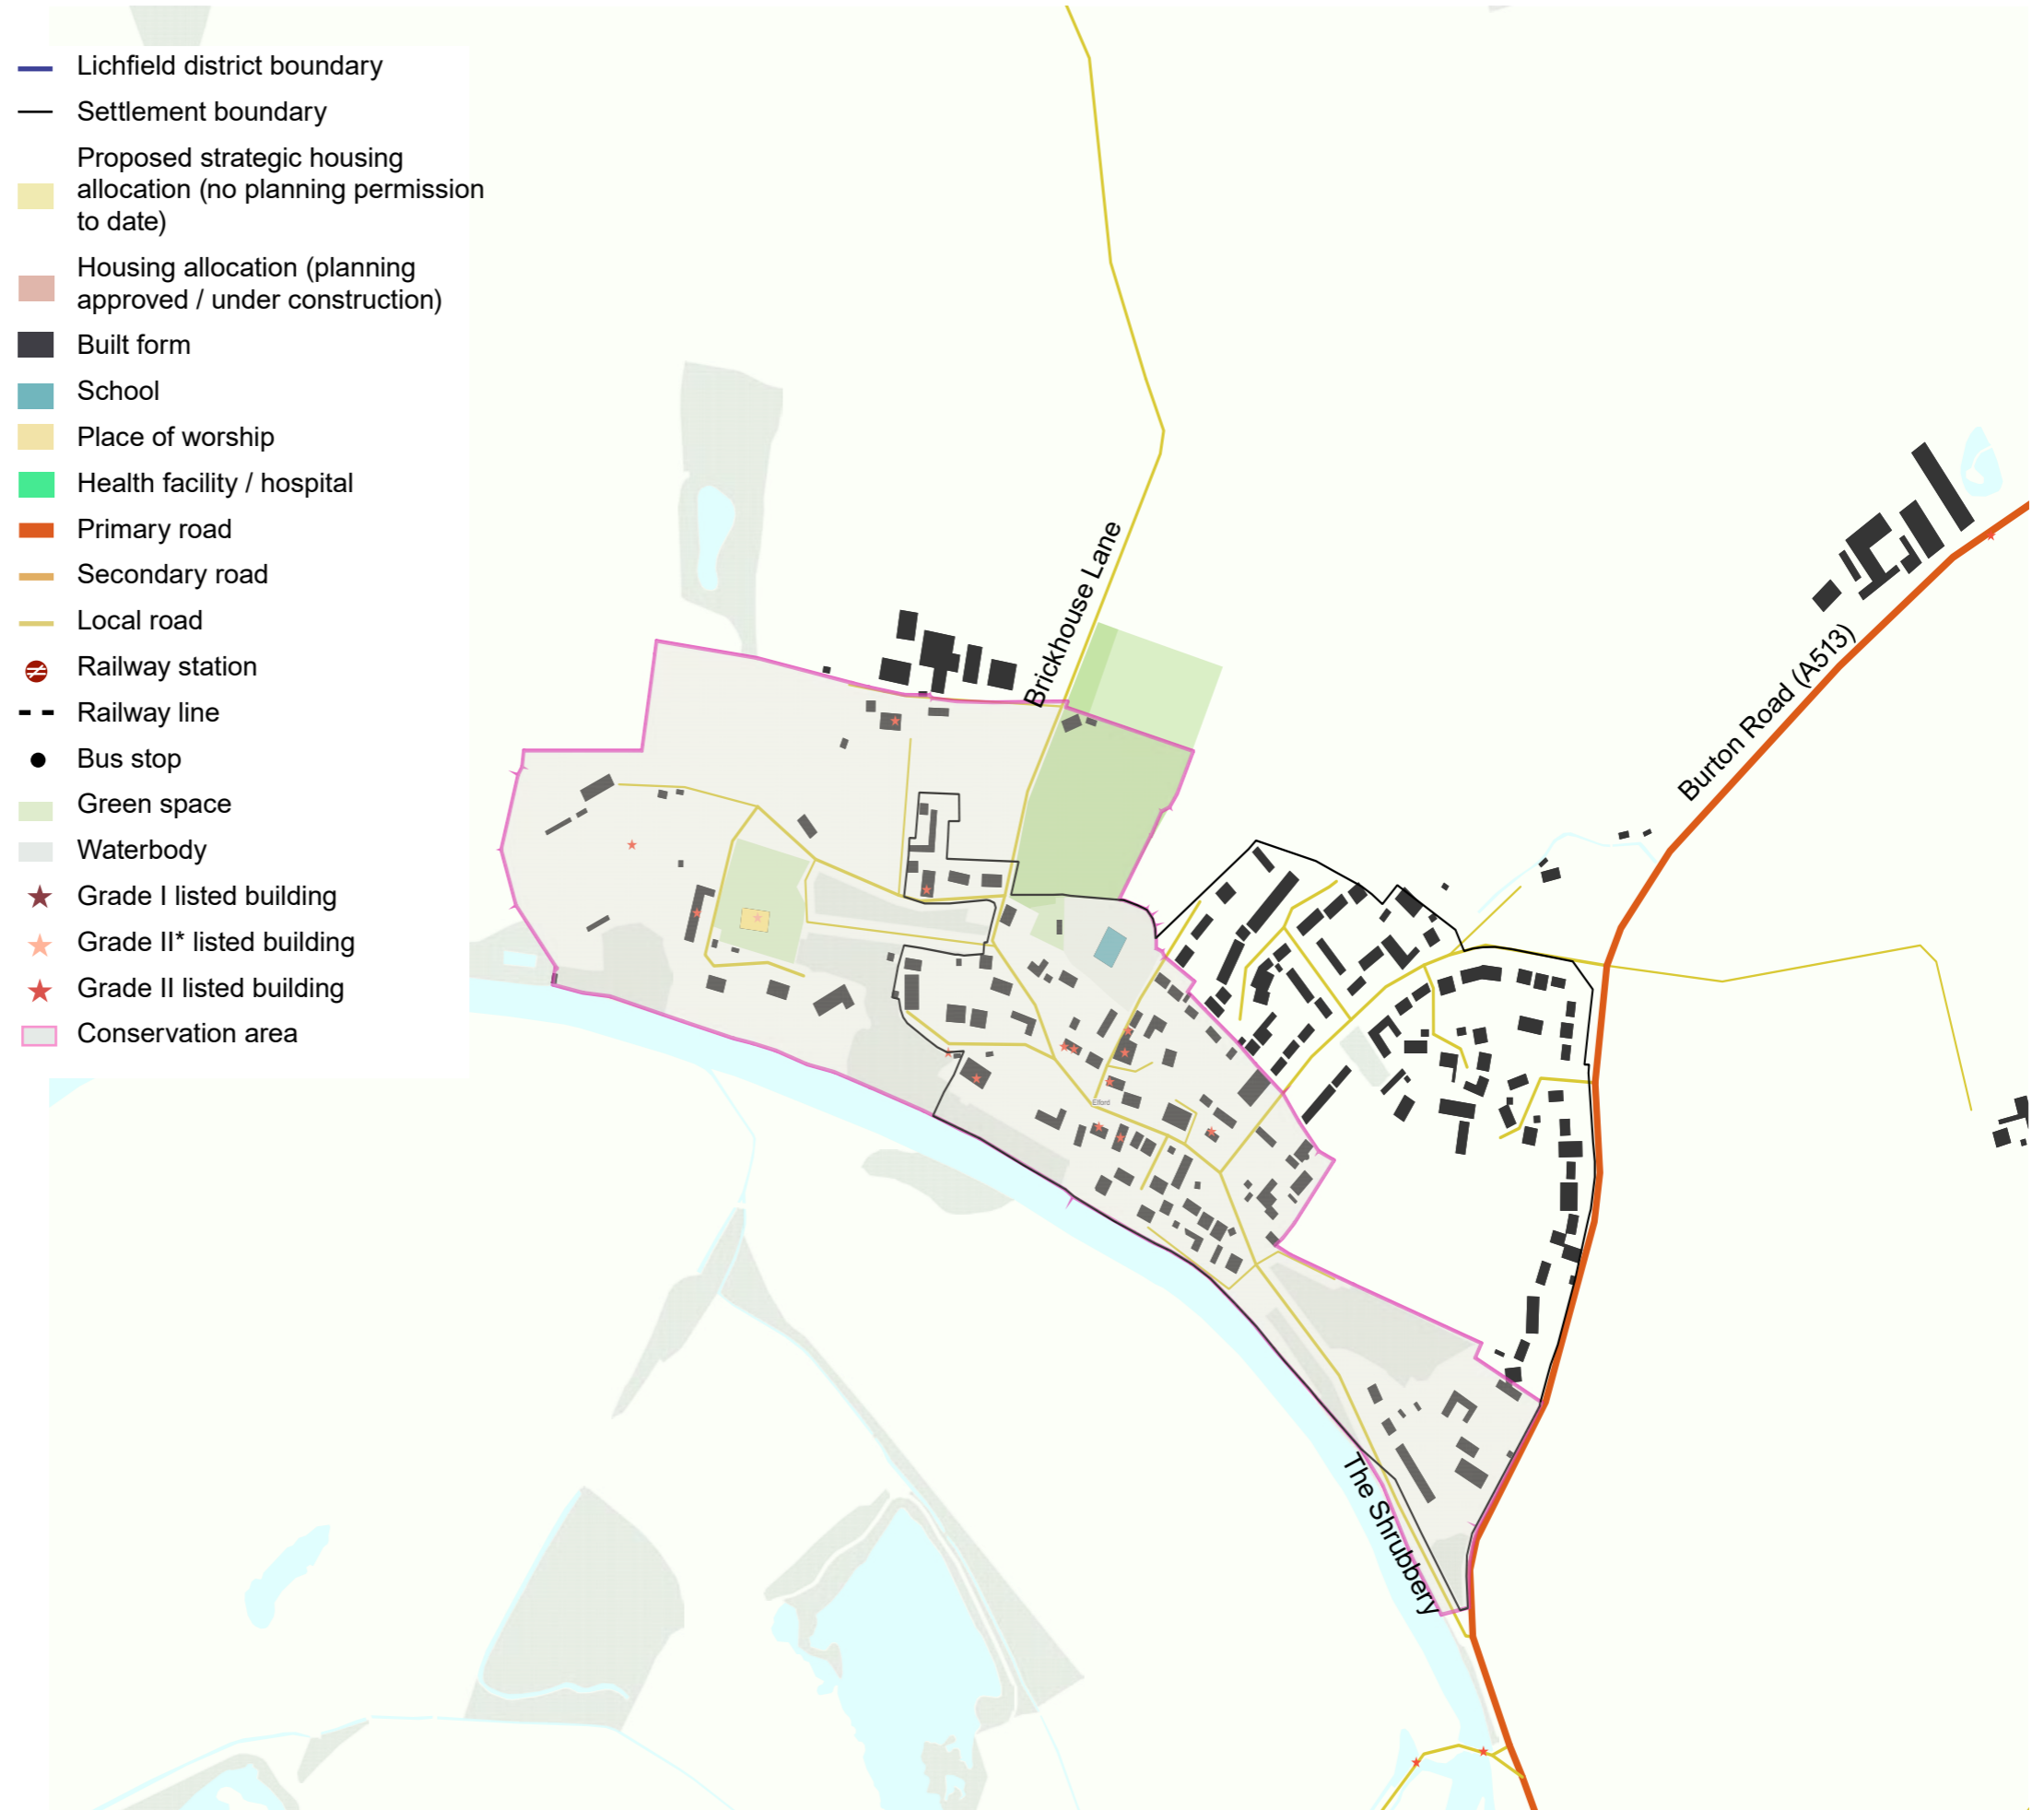 Lichfield district boundary
Settlement boundary
Proposed strategic housing
allocation (no planning permission
to date)
Housing allocation (planning
approved / under construction)
Built form
School
Place of worship
Health facility / hospital
Primary road
Secondary road
Local road
Railway station
Railway line
Bus stop
Green space
Waterbody
Grade I listed building
Grade II* listed building
Grade II listed building
Conservation area
Brickhouse Lane
Burton Road (A513)
Elford
The Shrubbery